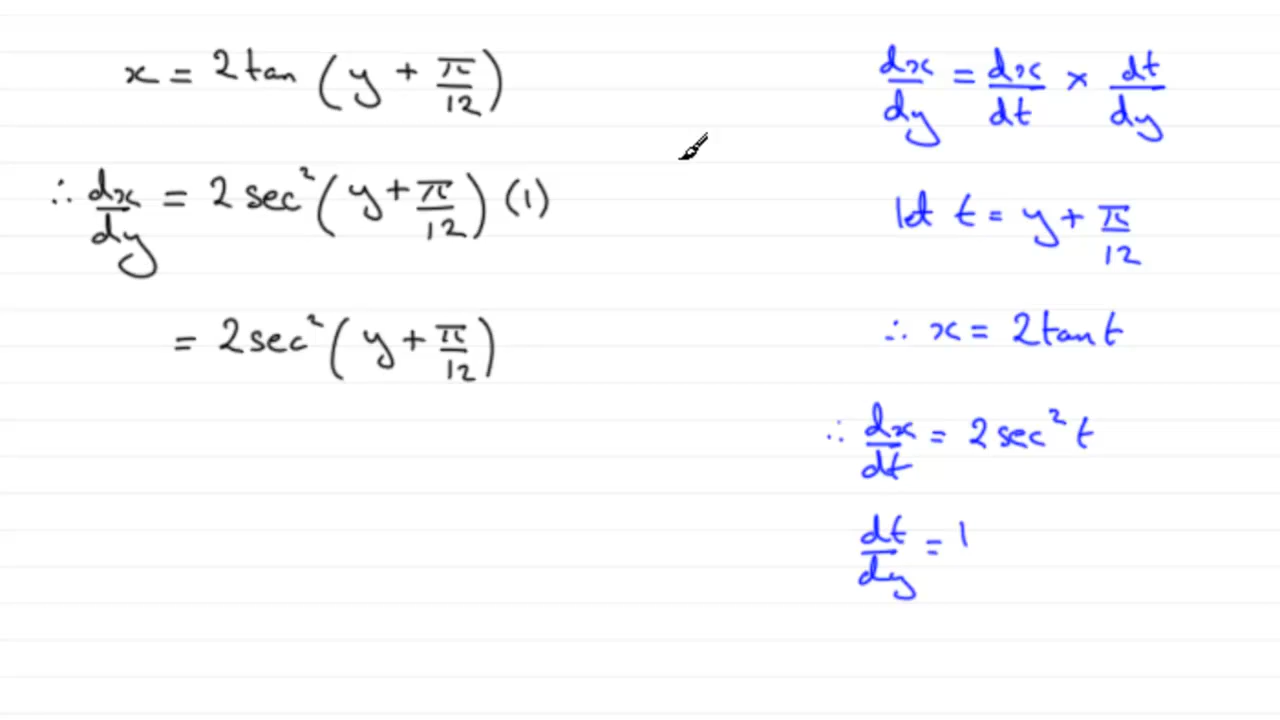 x = 2tan(y + π/12)
∴ dx/dy = 2sec²(y + π/12)(1)
= 2sec²(y + π/12)
dx/dy = dx/dt × dt/dy
let t = y + π/12
∴ x = 2tan t
∴ dx/dt = 2sec² t
dt/dy = 1